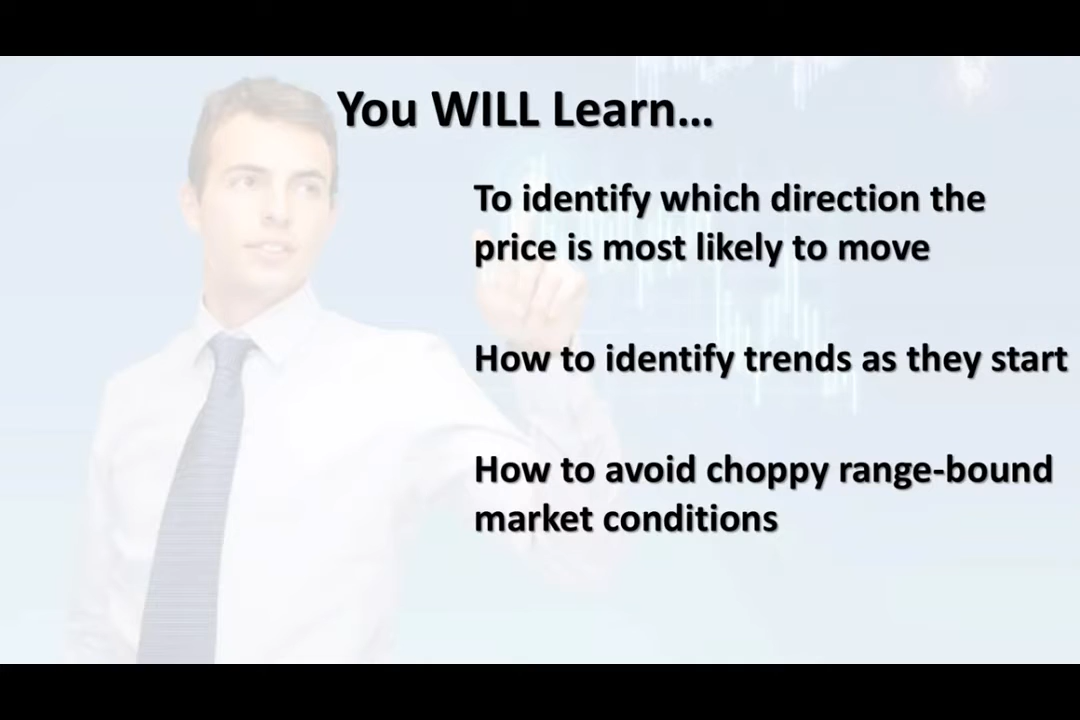 You WILL Learn...
To identify which direction the
price is most likely to move
How to identify trends as they start
How to avoid choppy range-bound
market conditions